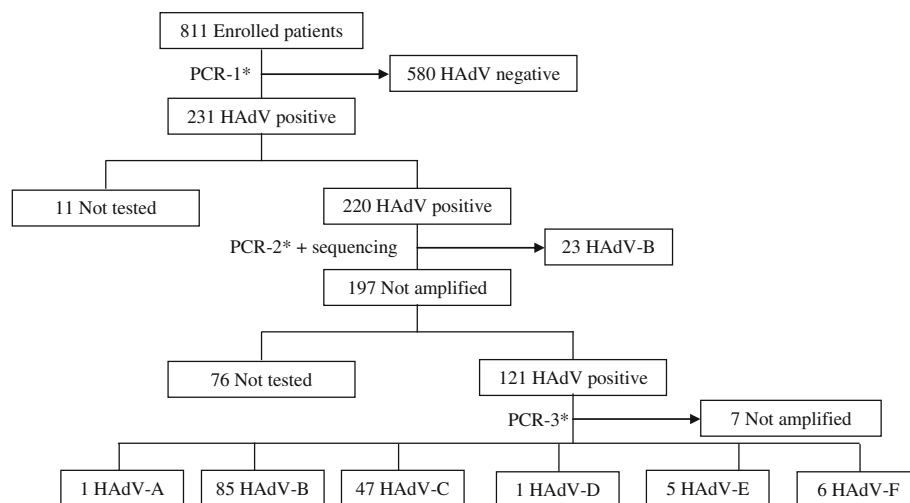 811 Enrolled patients
PCR-1*
580 HAdV negative
231 HAdV positive
11 Not tested
220 HAdV positive
PCR-2* + sequencing
23 HAdV-B
197 Not amplified
76 Not tested
121 HAdV positive
PCR-3*
7 Not amplified
1 HAdV-A
85 HAdV-B
47 HAdV-C
1 HAdV-D
5 HAdV-E
6 HAdV-F